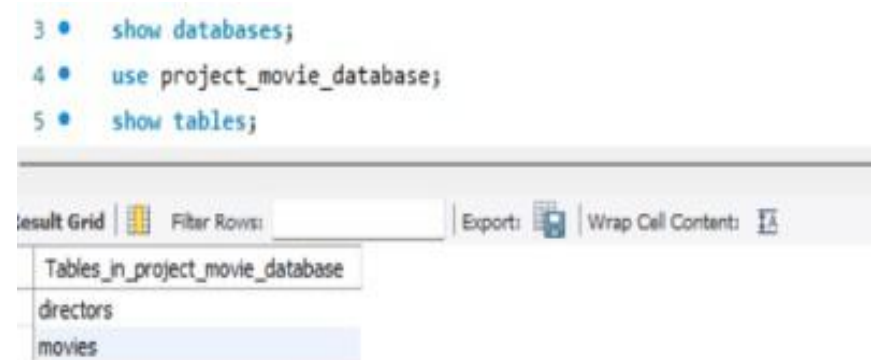 3 show databases;
4 use project_movie_database;
5 show tables;
Result Grid Filter Rows: Export: Wrap Cell Content: IA
Tables_in_project_movie_database
directors
movies